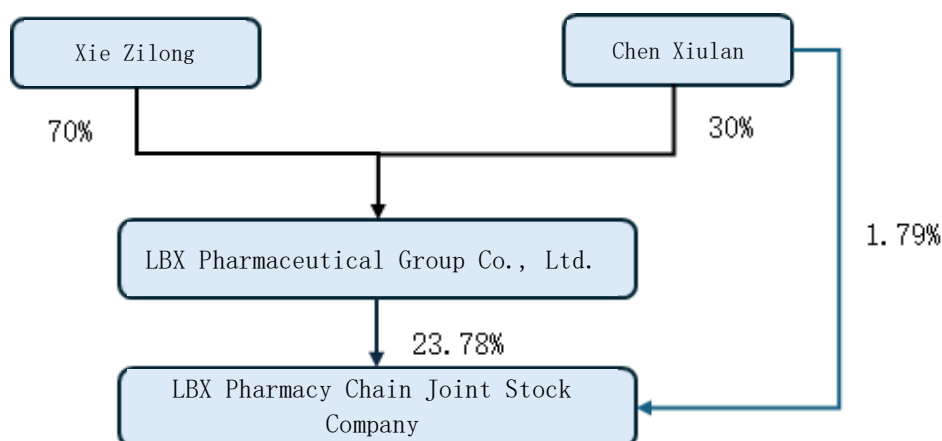 Xie Zilong
Chen Xiulan
70%
30%
1.79%
LBX Pharmaceutical Group Co., Ltd.
23.78%
LBX Pharmacy Chain Joint Stock
Company